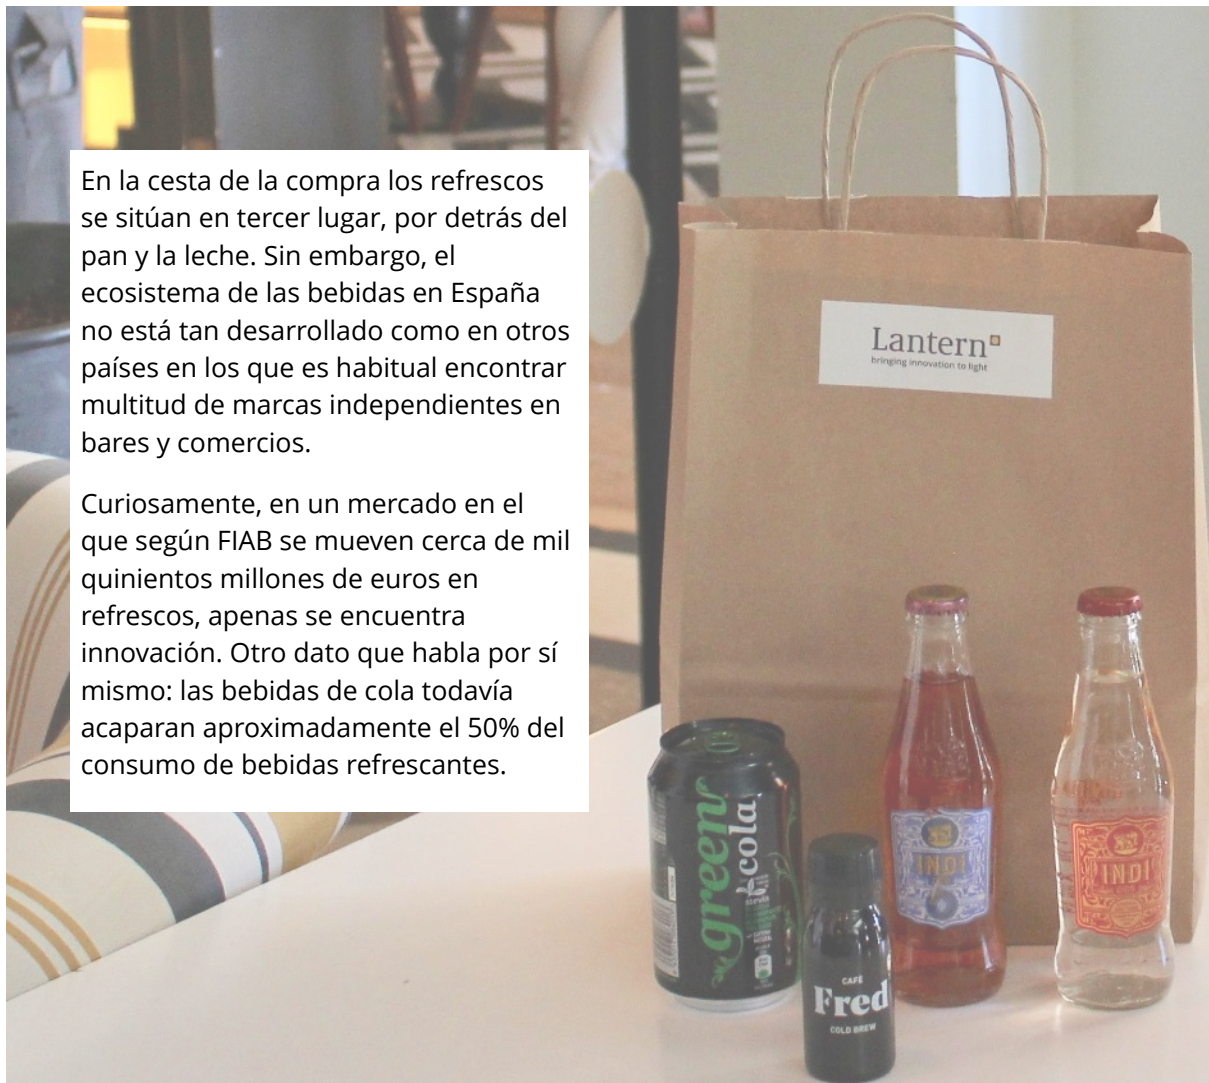 En la cesta de la compra los refrescos
se sitúan en tercer lugar, por detrás del
pan y la leche. Sin embargo, el
ecosistema de las bebidas en España
no está tan desarrollado como en otros
países en los que es habitual encontrar
multitud de marcas independientes en
bares y comercios.
Curiosamente, en un mercado en el
que según FIAB se mueven cerca de mil
quinientos millones de euros en
refrescos, apenas se encuentra
innovación. Otro dato que habla por sí
mismo: las bebidas de cola todavía
acaparan aproximadamente el 50% del
consumo de bebidas refrescantes.
Lantern
bringing innovation to light
green
cola
CAFÉ
Fred
COLD BREW
INDI
INDI